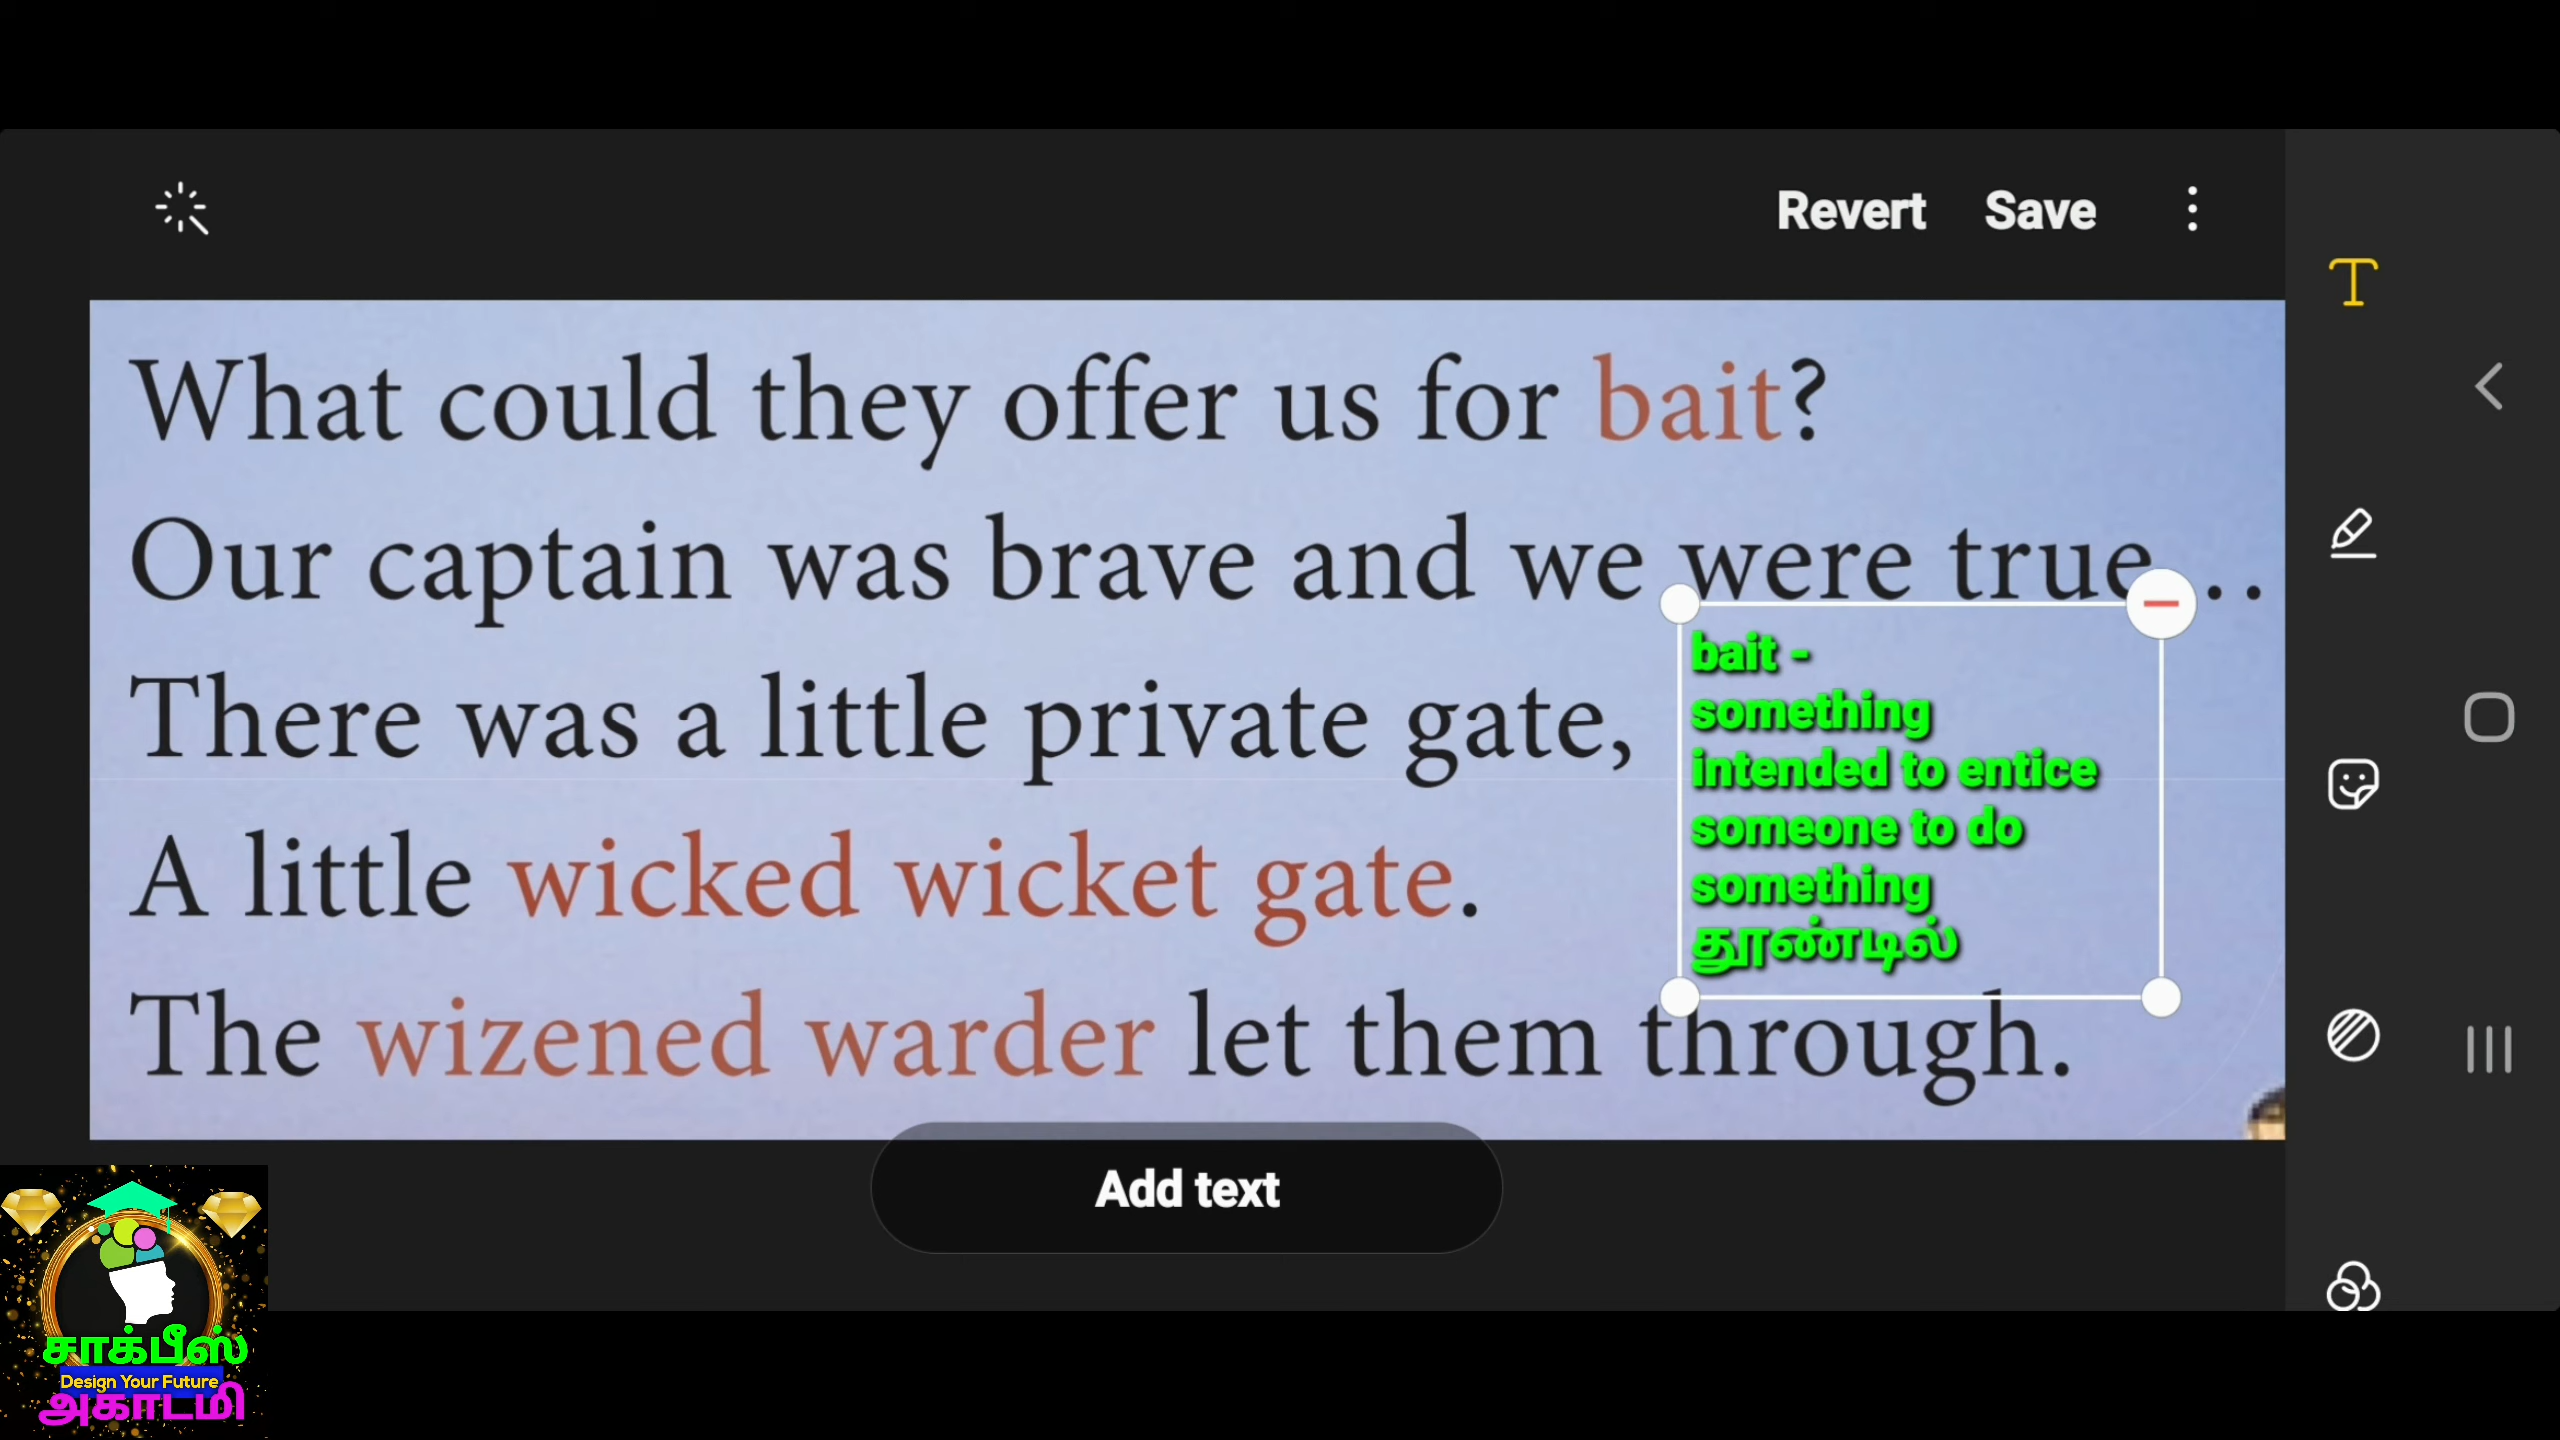 Revert Save
What could they offer us for bait?
Our captain was brave and we were true...
There was a little private gate,
A little wicked wicket gate.
The wizened warder let them through.
bait -
something
intended to entice
someone to do
something
தூண்டில்
Add text
சாக்பீஸ்
Design Your Future
அகாடமி